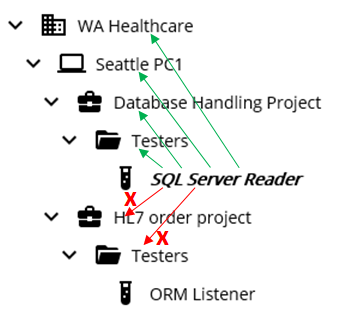 WA Healthcare
Seattle PC1
Database Handling Project
Testers
SQL Server Reader
X
HL7 order project
X
Testers
ORM Listener